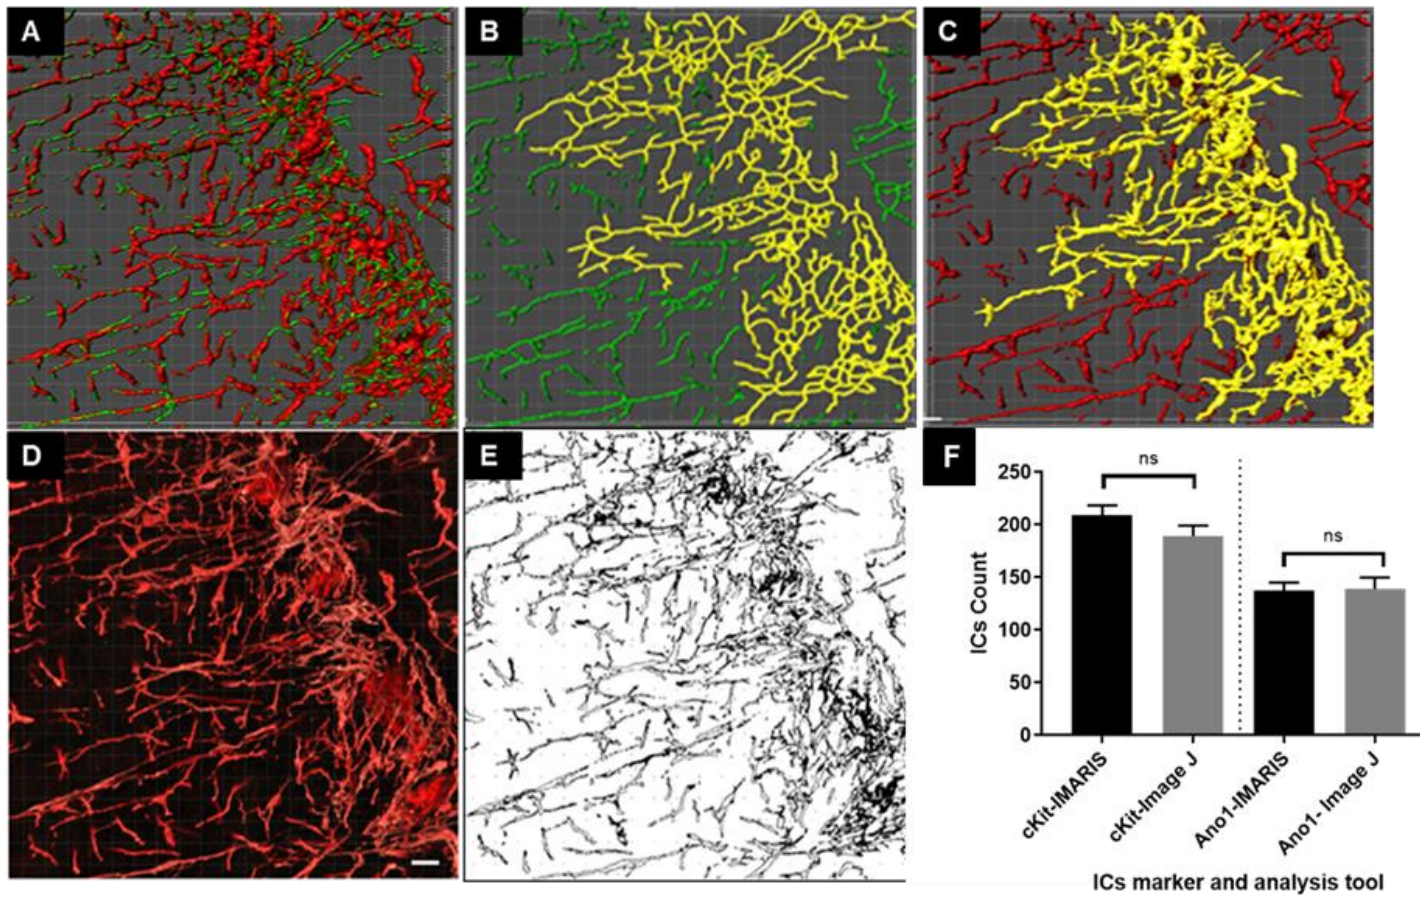 A
B
C
D
E
F
ns
ns
250
200
150
100
50
0
ICs Count
cKit-IMARIS
cKit-Image J
Ano1-IMARIS
Ano1- Image J
ICs marker and analysis tool